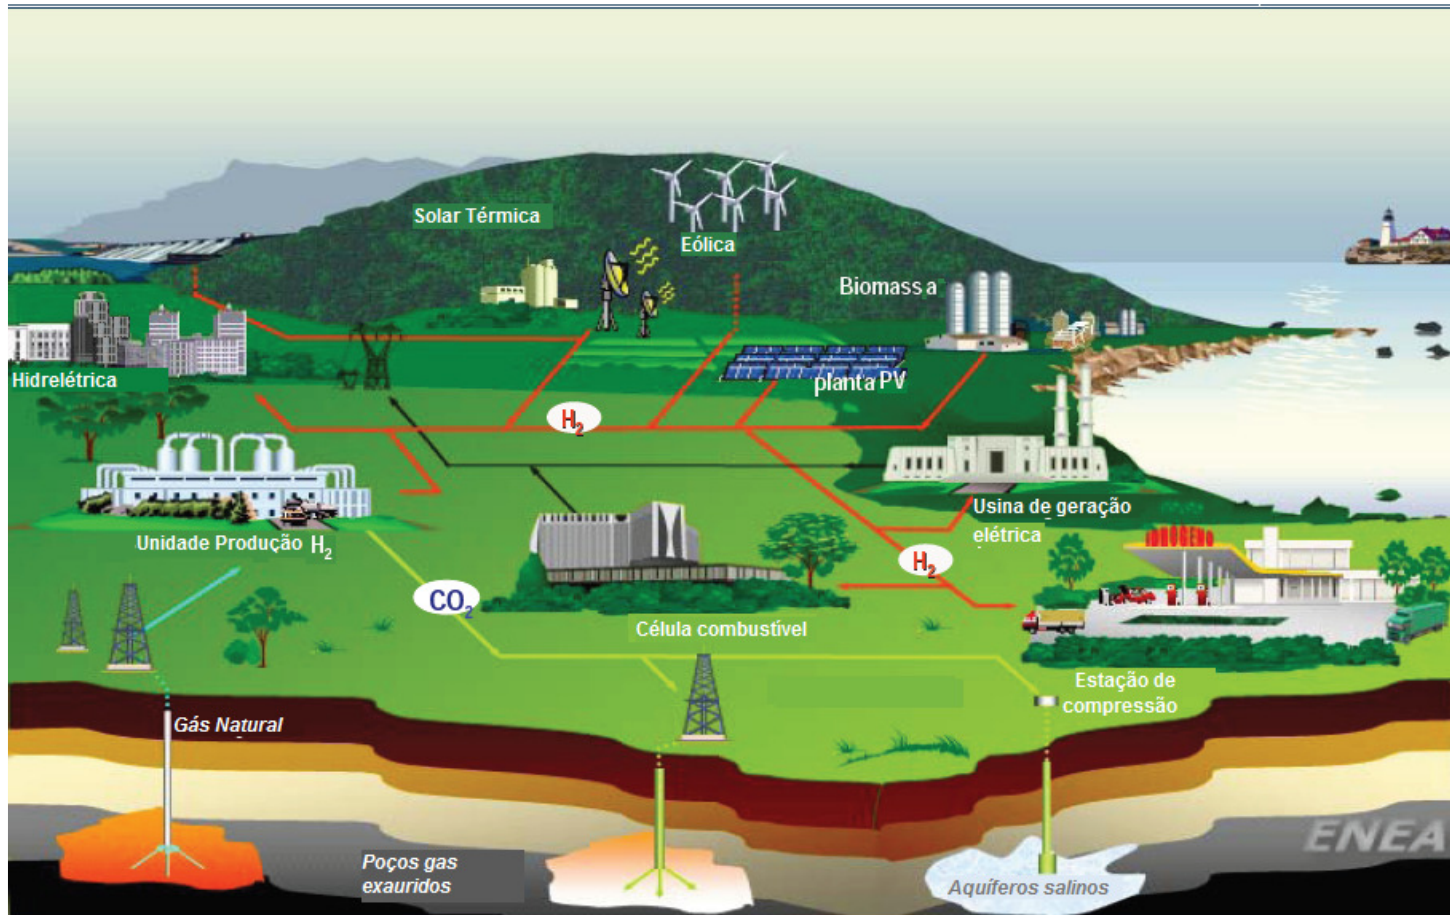 Solar Térmica
Eólica
Biomass a
Hidrelétrica
planta PV
H2
Unidade Produção H2
Usina de geração
elétrica
H2
CO2
Célula combustível
Estação de
compressão
Gás Natural
ENEA
Poços gas
exauridos
Aquíferos salinos